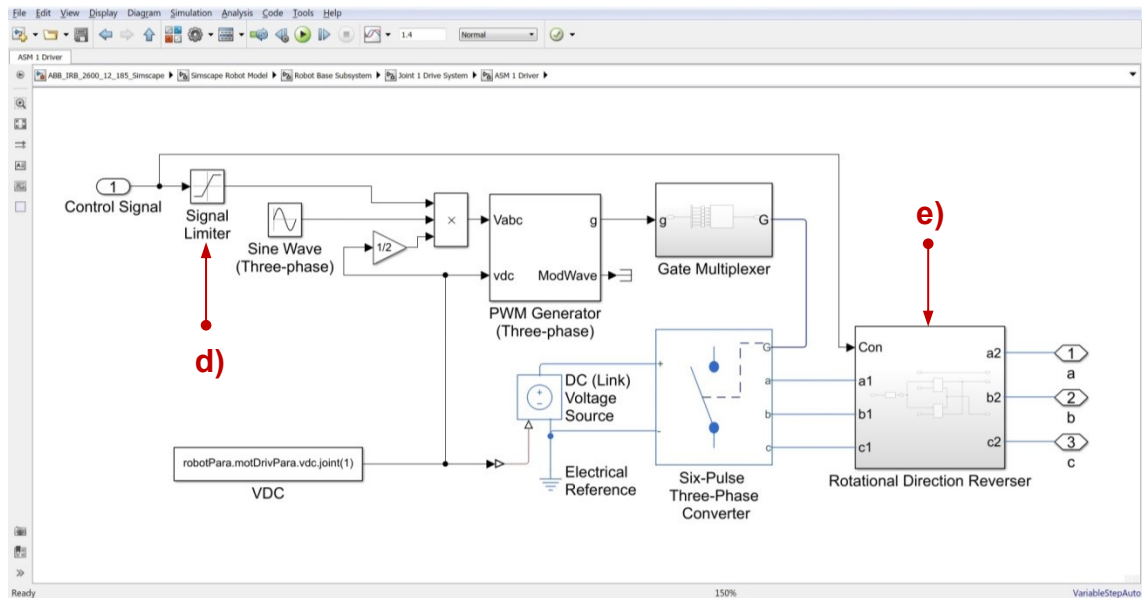 File Edit View Display Diagram Simulation Analysis Code Tools Help
1.4 Normal
ASM 1 Driver
ABB_IRB_2600_12_185_Simscape Simscape Robot Model Robot Base Subsystem Joint 1 Drive System ASM 1 Driver
1
Control Signal
Signal
Limiter
d)
Sine Wave
(Three-phase)
1/2
×
Vabc
g
vdc
ModWave
PWM Generator
(Three-phase)
g
G
Gate Multiplexer
e)
Con
a1
b1
c1
a2
b2
c2
Rotational Direction Reverser
1
a
2
b
3
c
+
-
G
a
b
c
Six-Pulse
Three-Phase
Converter
+
−
DC (Link)
Voltage
Source
Electrical
Reference
robotPara.motDrivPara.vdc.joint(1)
VDC
Ready
150%
VariableStepAuto